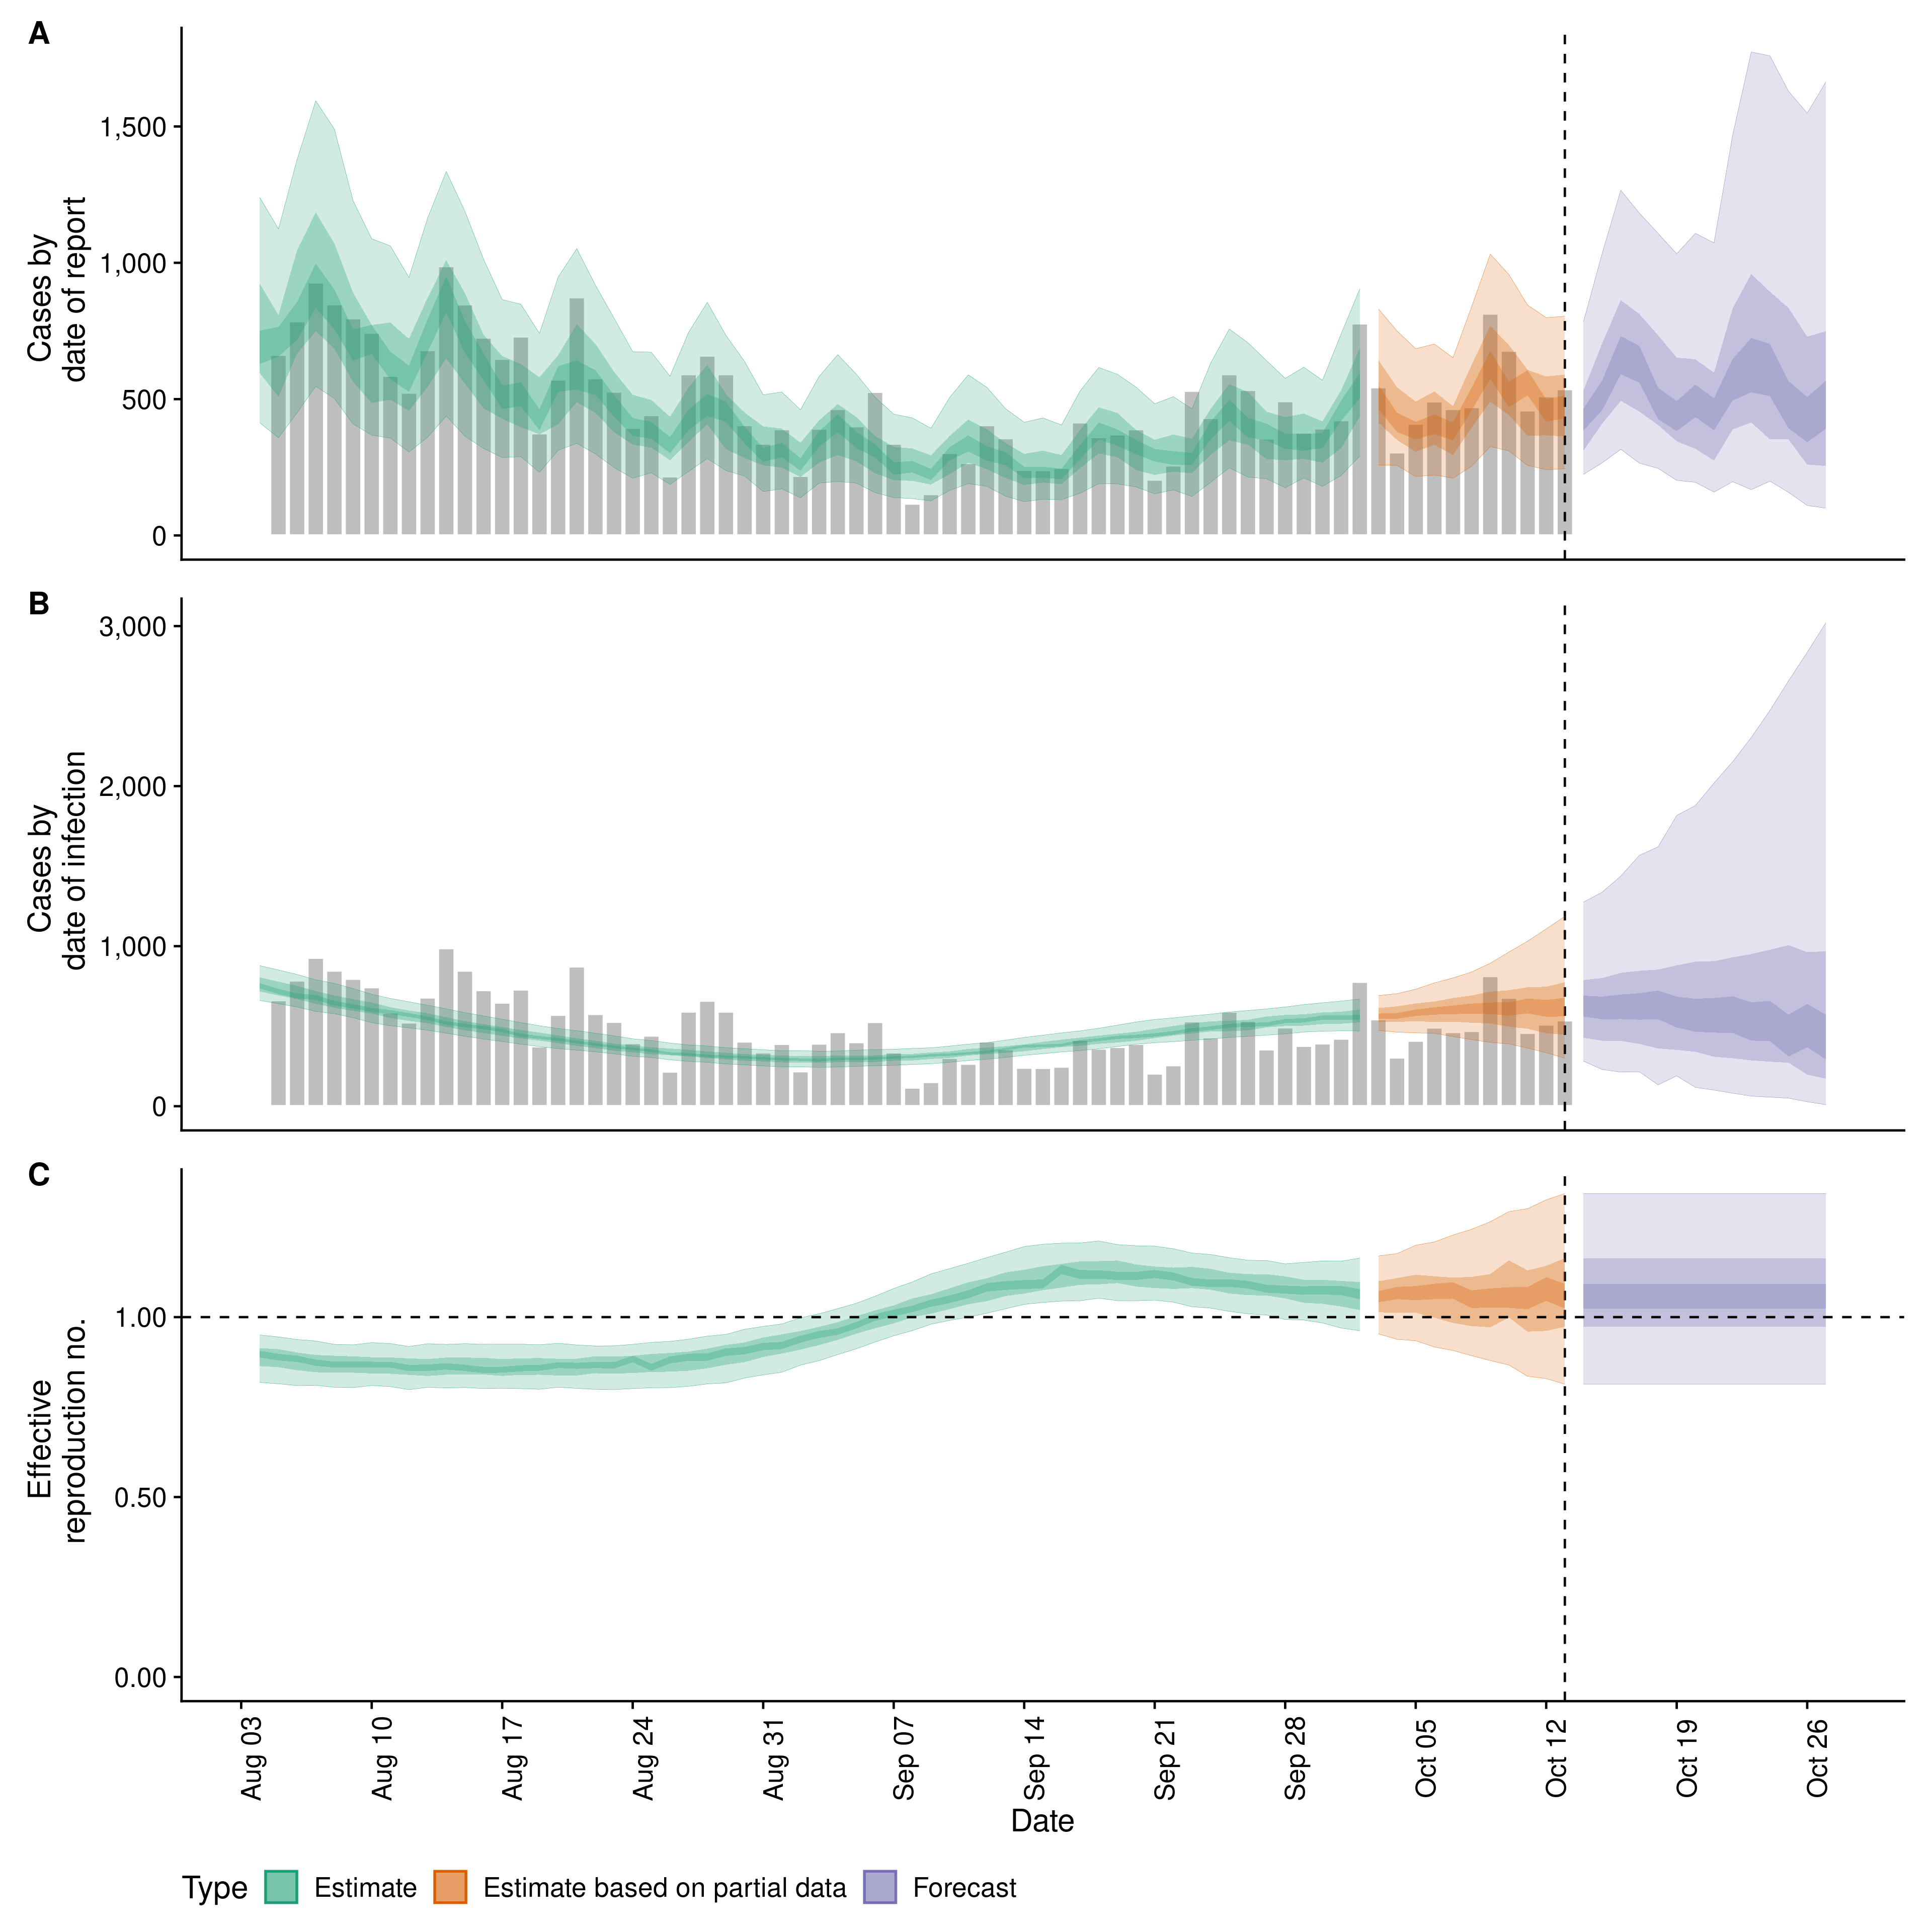 A
Cases by
date of report
1,500
1,000
500
0
B
Cases by
date of infection
3,000
2,000
1,000
0
C
Effective
reproduction no.
1.00
0.50
0.00
Aug 03
Aug 10
Aug 17
Aug 24
Aug 31
Sep 07
Sep 14
Sep 21
Sep 28
Oct 05
Oct 12
Oct 19
Oct 26
Date
Type Estimate Estimate based on partial data Forecast